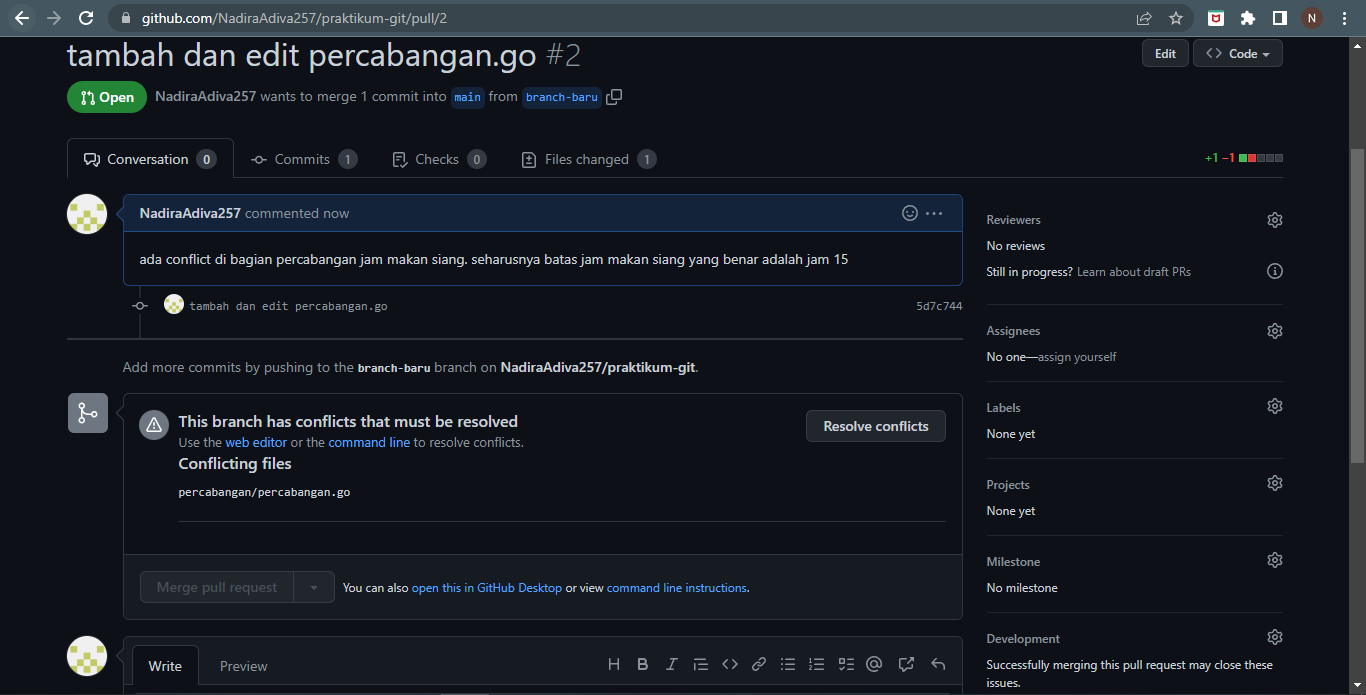 github.com/NadiraAdiva257/praktikum-git/pull/2
N
tambah dan edit percabangan.go #2
Edit
Code
Open
NadiraAdiva257 wants to merge 1 commit into main from branch-baru
Conversation 0
Commits 1
Checks 0
Files changed 1
+1 −1
NadiraAdiva257 commented now
ada conflict di bagian percabangan jam makan siang. seharusnya batas jam makan siang yang benar adalah jam 15
tambah dan edit percabangan.go
5d7c744
Add more commits by pushing to the branch-baru branch on NadiraAdiva257/praktikum-git.
This branch has conflicts that must be resolved
Use the web editor or the command line to resolve conflicts.
Resolve conflicts
Conflicting files
percabangan/percabangan.go
Merge pull request
You can also open this in GitHub Desktop or view command line instructions.
Write
Preview
Reviewers
No reviews
Still in progress? Learn about draft PRs
Assignees
No one—assign yourself
Labels
None yet
Projects
None yet
Milestone
No milestone
Development
Successfully merging this pull request may close these
issues.